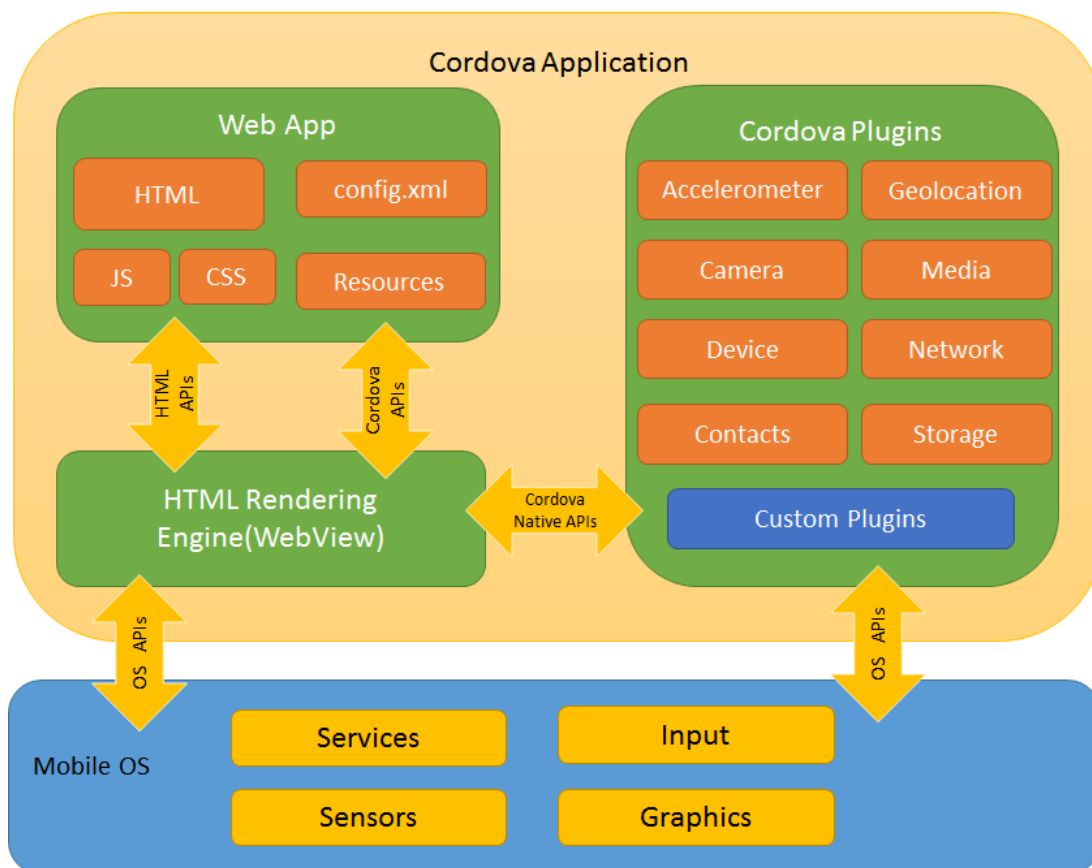 Cordova Application
Web App
HTML
config.xml
JS
CSS
Resources
HTML
APIs
Cordova
APIs
HTML Rendering
Engine(WebView)
Cordova
Native APIs
Cordova Plugins
Accelerometer
Geolocation
Camera
Media
Device
Network
Contacts
Storage
Custom Plugins
OS APIs
OS APIs
Mobile OS
Services
Input
Sensors
Graphics